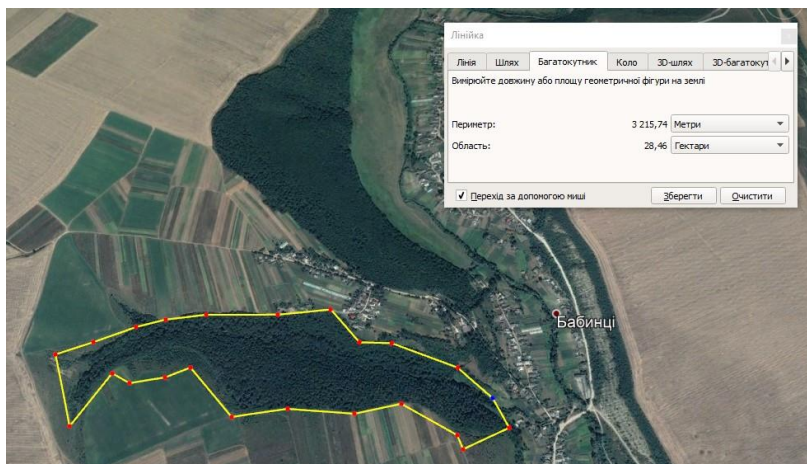 Лінійка
Лінія Шлях Багатокутник Коло 3D-шлях 3D-багатокут
Вимірюйте довжину або площу геометричної фігури на землі
Периметр: 3 215,74 Метри
Область: 28,46 Гектари
Перехід за допомогою миші Зберегти Очистити
Бабинці